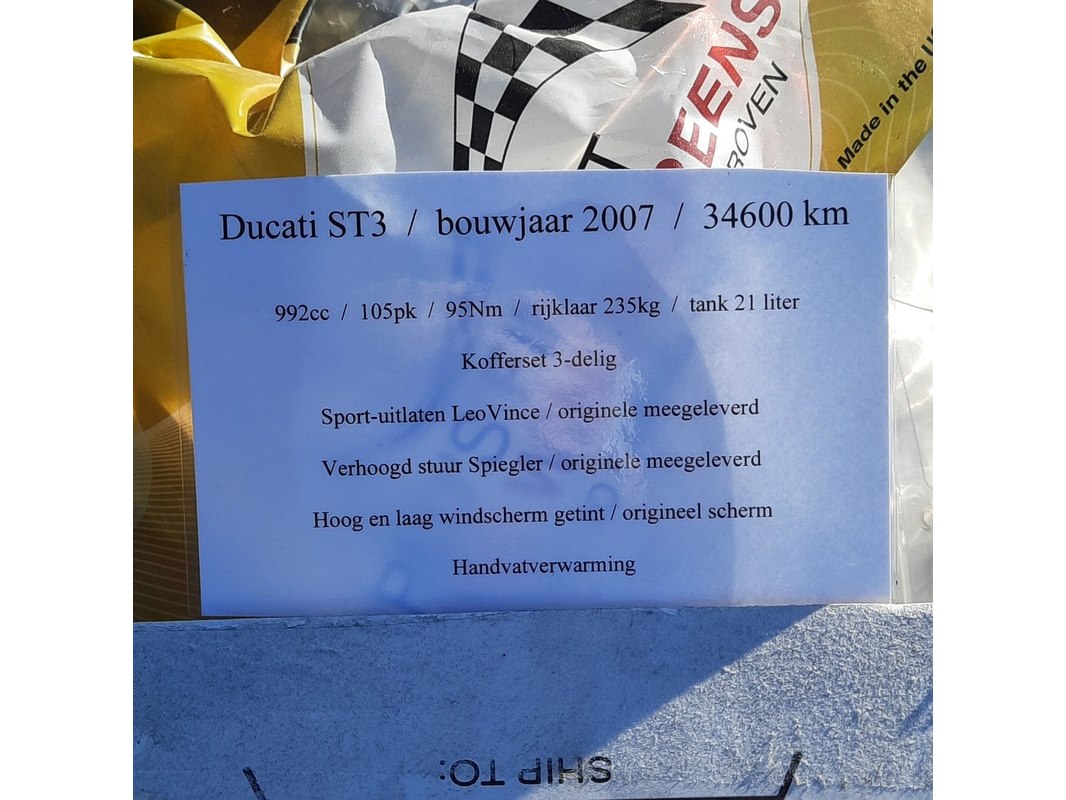 EENS
ROVEN
Made in the
Ducati ST3 / bouwjaar 2007 / 34600 km
992cc / 105pk / 95Nm / rijklaar 235kg / tank 21 liter
Kofferset 3-delig
Sport-uitlaten LeoVince / originele meegeleverd
Verhoogd stuur Spiegler / originele meegeleverd
Hoog en laag windscherm getint / origineel scherm
Handvatverwarming
SHIP TO: